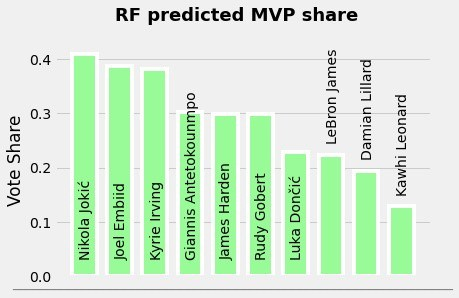 RF predicted MVP share
Vote Share
0.4
0.3
0.2
0.1
0.0
Nikola Jokić
Joel Embid
Kyrie Irving
Giannis Antetokounmpo
James Harden
Rudy Gobert
Luka Dončić
LeBron James
Damian Lillard
Kawhi Leonard